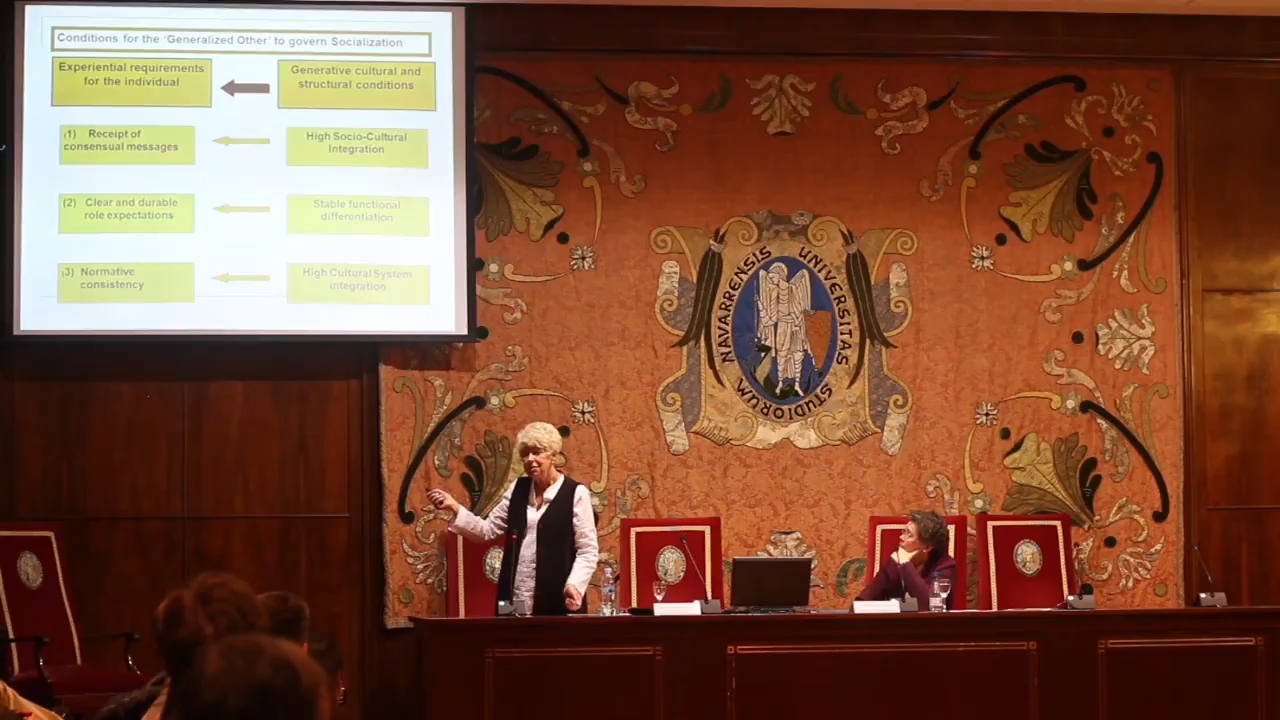 Conditions for the 'Generalized Other' to govern Socialization
Experiential requirements
for the individual
Generative cultural and
structural conditions
(1) Receipt of
consensual messages
High Socio-Cultural
Integration
(2) Clear and durable
role expectations
Stable functional
differentiation
(3) Normative
consistency
High Cultural System
integration
UNIVERSITAS
STUDIORUM
NAVARRENSIS